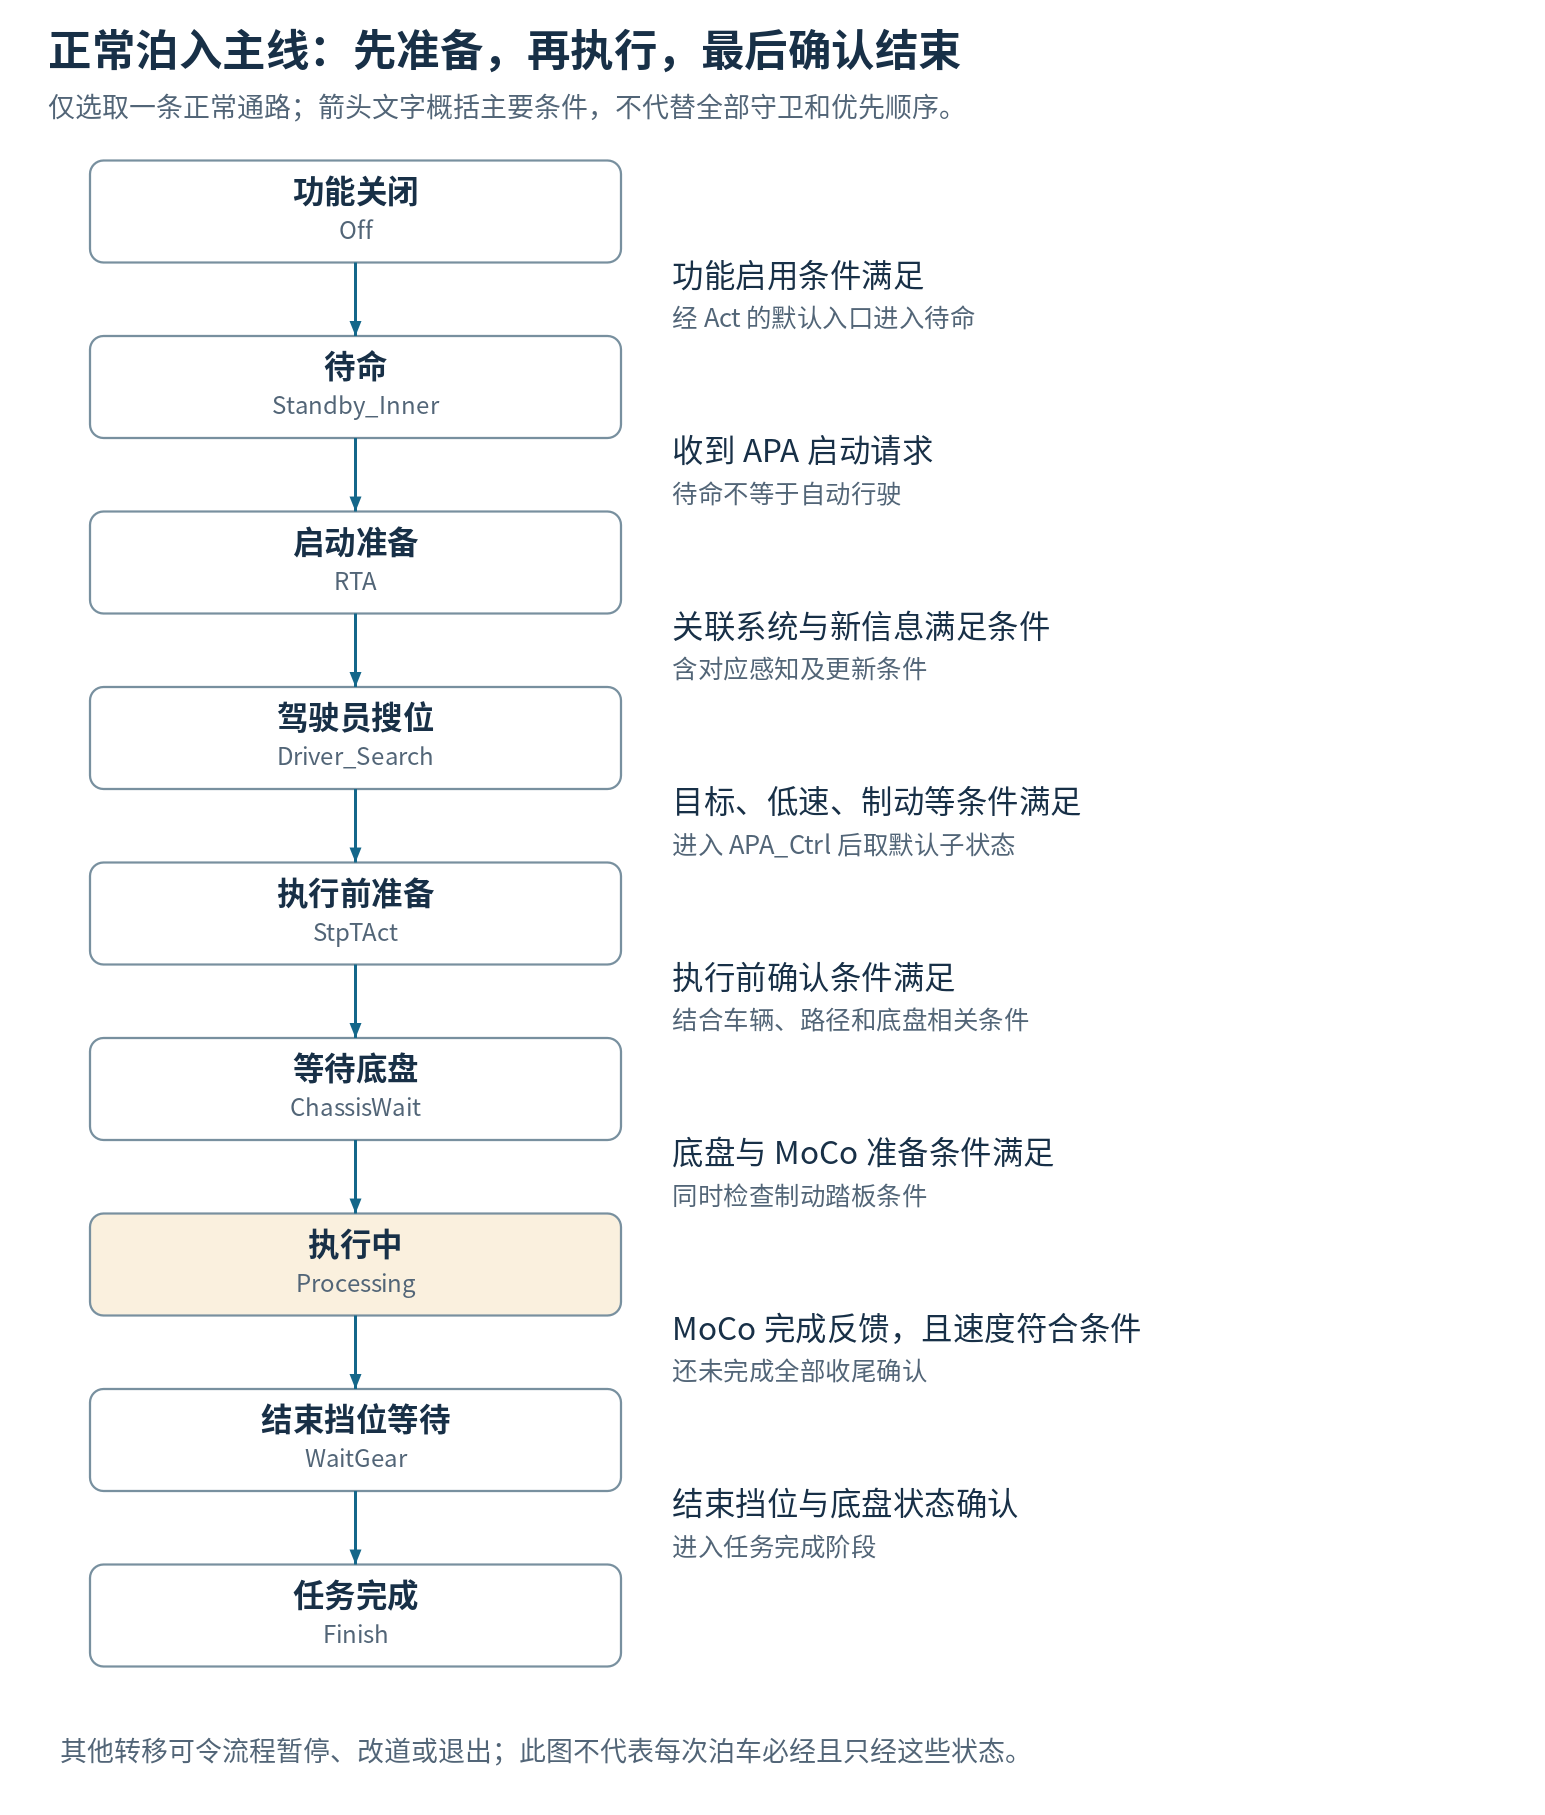 正常泊入主线：先准备，再执行，最后确认结束
仅选取一条正常通路；箭头文字概括主要条件，不代替全部守卫和优先顺序。
功能关闭
Off
功能启用条件满足
经 Act 的默认入口进入待命
待命
Standby_Inner
收到 APA 启动请求
待命不等于自动行驶
启动准备
RTA
关联系统与新信息满足条件
含对应感知及更新条件
驾驶员搜位
Driver_Search
目标、低速、制动等条件满足
进入 APA_Ctrl 后取默认子状态
执行前准备
StpTAct
执行前确认条件满足
结合车辆、路径和底盘相关条件
等待底盘
ChassisWait
底盘与 MoCo 准备条件满足
同时检查制动踏板条件
执行中
Processing
MoCo 完成反馈，且速度符合条件
还未完成全部收尾确认
结束挡位等待
WaitGear
结束挡位与底盘状态确认
进入任务完成阶段
任务完成
Finish
其他转移可令流程暂停、改道或退出；此图不代表每次泊车必经且只经这些状态。